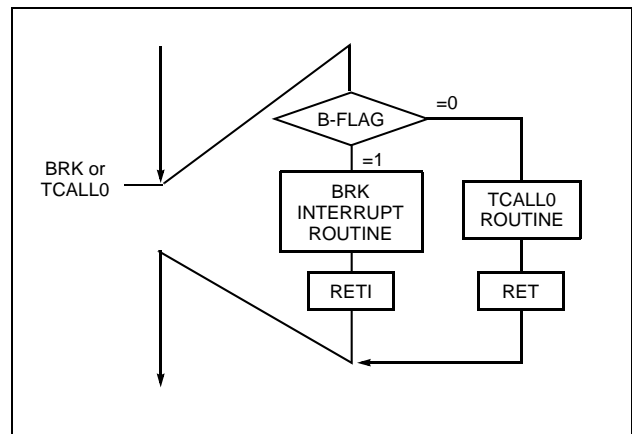 B-FLAG
=0
=1
BRK or
TCALL0
BRK
INTERRUPT
ROUTINE
TCALL0
ROUTINE
RETI
RET